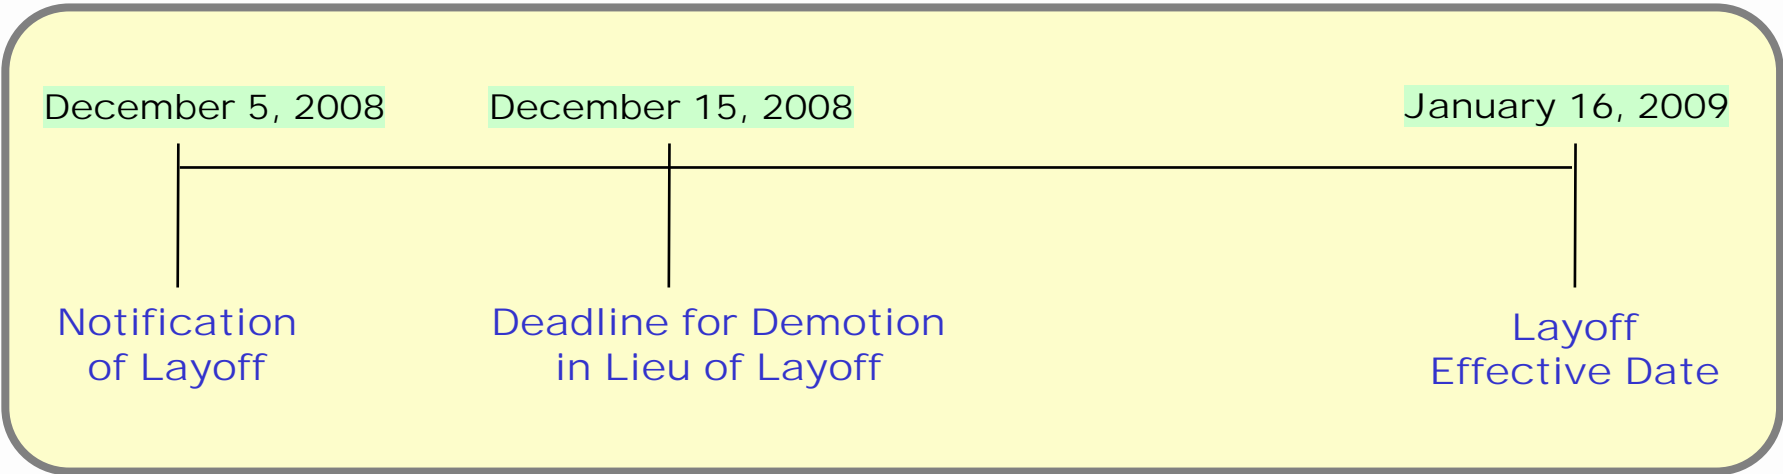 December 5, 2008
December 15, 2008
January 16, 2009
Notification
of Layoff
Deadline for Demotion
in Lieu of Layoff
Layoff
Effective Date